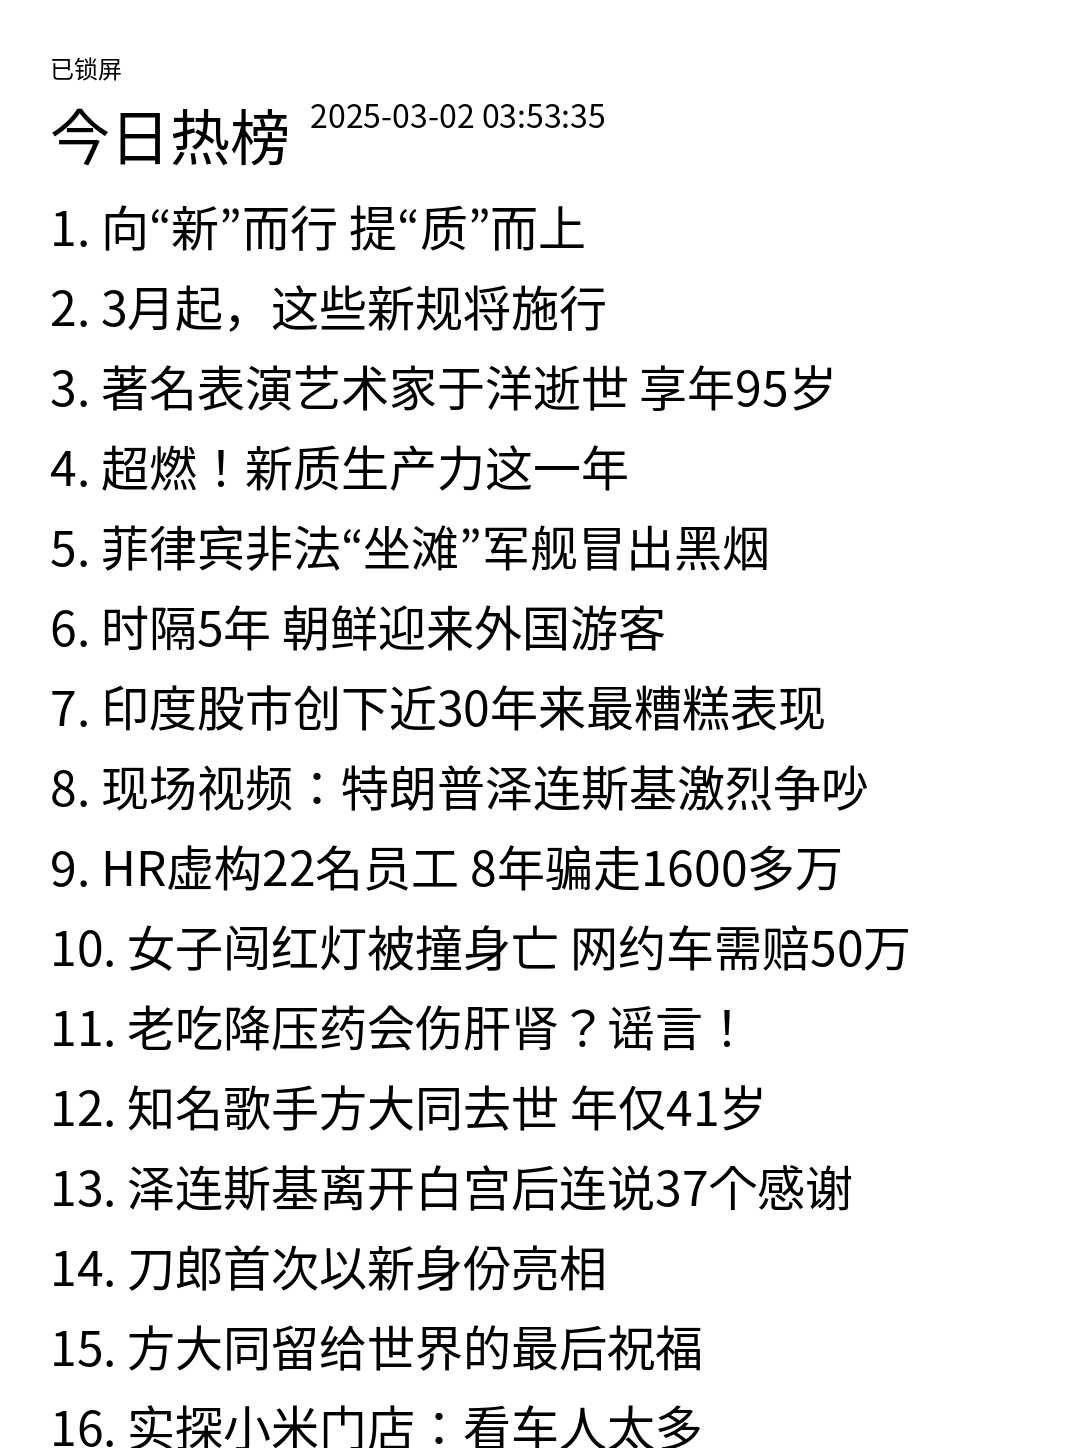 已锁屏
今日热榜 2025-03-02 03:53:35
1. 向“新”而行 提“质”而上
2. 3月起，这些新规将施行
3. 著名表演艺术家于洋逝世 享年95岁
4. 超燃！新质生产力这一年
5. 菲律宾非法“坐滩”军舰冒出黑烟
6. 时隔5年 朝鲜迎来外国游客
7. 印度股市创下近30年来最糟糕表现
8. 现场视频：特朗普泽连斯基激烈争吵
9. HR虚构22名员工 8年骗走1600多万
10. 女子闯红灯被撞身亡 网约车需赔50万
11. 老吃降压药会伤肝肾？谣言！
12. 知名歌手方大同去世 年仅41岁
13. 泽连斯基离开白宫后连说37个感谢
14. 刀郎首次以新身份亮相
15. 方大同留给世界的最后祝福
16. 实探小米门店：看车人太多